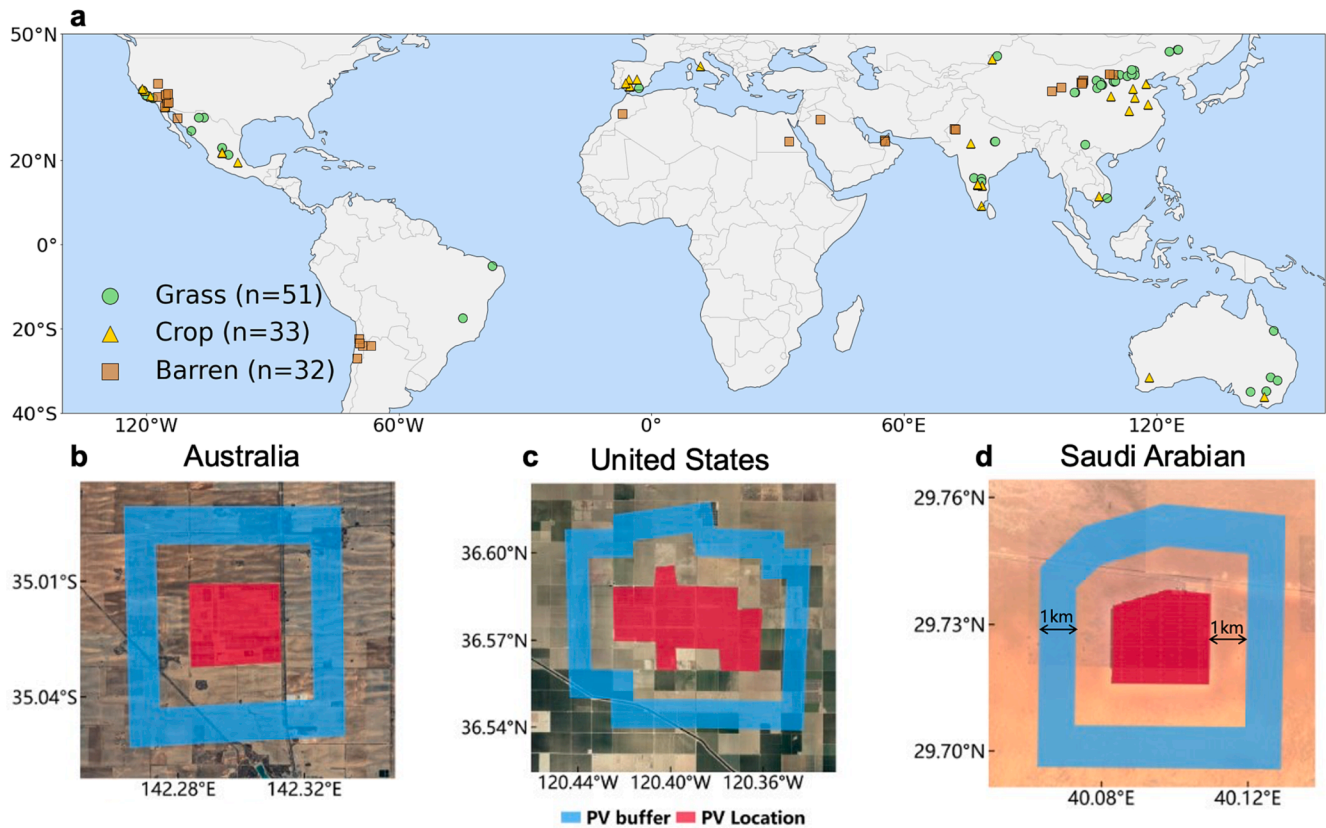 a
50°N
20°N
0°
20°S
40°S
Grass (n=51)
Crop (n=33)
Barren (n=32)
120°W 60°W 0° 60°E 120°E
b Australia
35.01°S
35.04°S
142.28°E 142.32°E
c United States
36.60°N
36.57°N
36.54°N
120.44°W 120.40°W 120.36°W
d Saudi Arabian
29.76°N
29.73°N
29.70°N
1km
1km
40.08°E 40.12°E
PV buffer PV Location